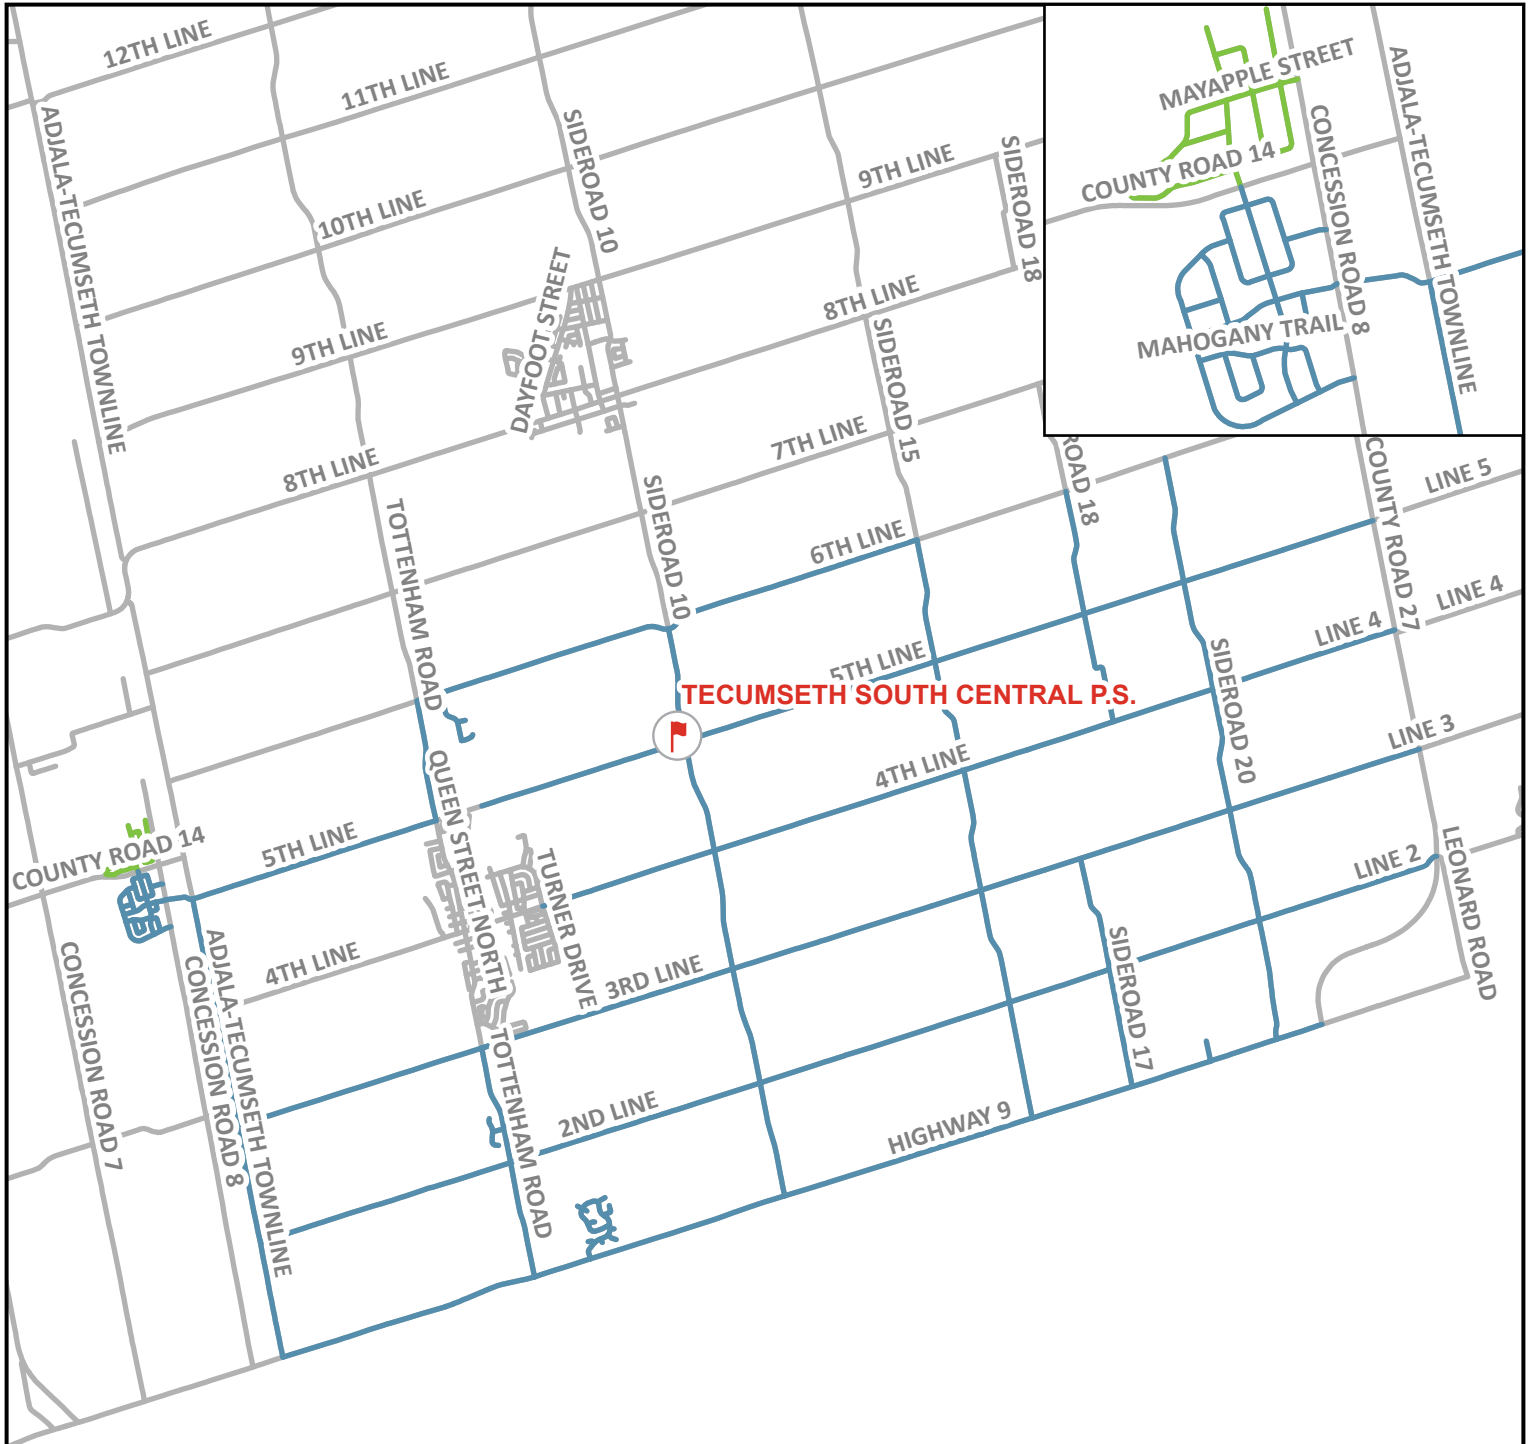 12TH LINE
11TH LINE
10TH LINE
9TH LINE
8TH LINE
ADJALA-TECUMSETH TOWNLINE
SIDEROAD 10
DAYFOOT STREET
9TH LINE
SIDEROAD 18
8TH LINE
SIDEROAD 15
7TH LINE
MAYAPPLE STREET
COUNTY ROAD 14
CONCESSION ROAD 8
ADJALA-TECUMSETH TOWNLINE
MAHOGANY TRAIL
ROAD 18
COUNTY ROAD 27
LINE 5
LINE 4
LINE 4
LINE 3
LINE 2
LEONARD ROAD
TOTTENHAM ROAD
SIDEROAD 10
6TH LINE
5TH LINE
TECUMSETH SOUTH CENTRAL P.S.
4TH LINE
SIDEROAD 20
SIDEROAD 17
QUEEN STREET NORTH
TURNER DRIVE
COUNTY ROAD 14
5TH LINE
4TH LINE
3RD LINE
2ND LINE
HIGHWAY 9
CONCESSION ROAD 7
CONCESSION ROAD 8
ADJALA-TECUMSETH TOWNLINE
TOTTENHAM ROAD